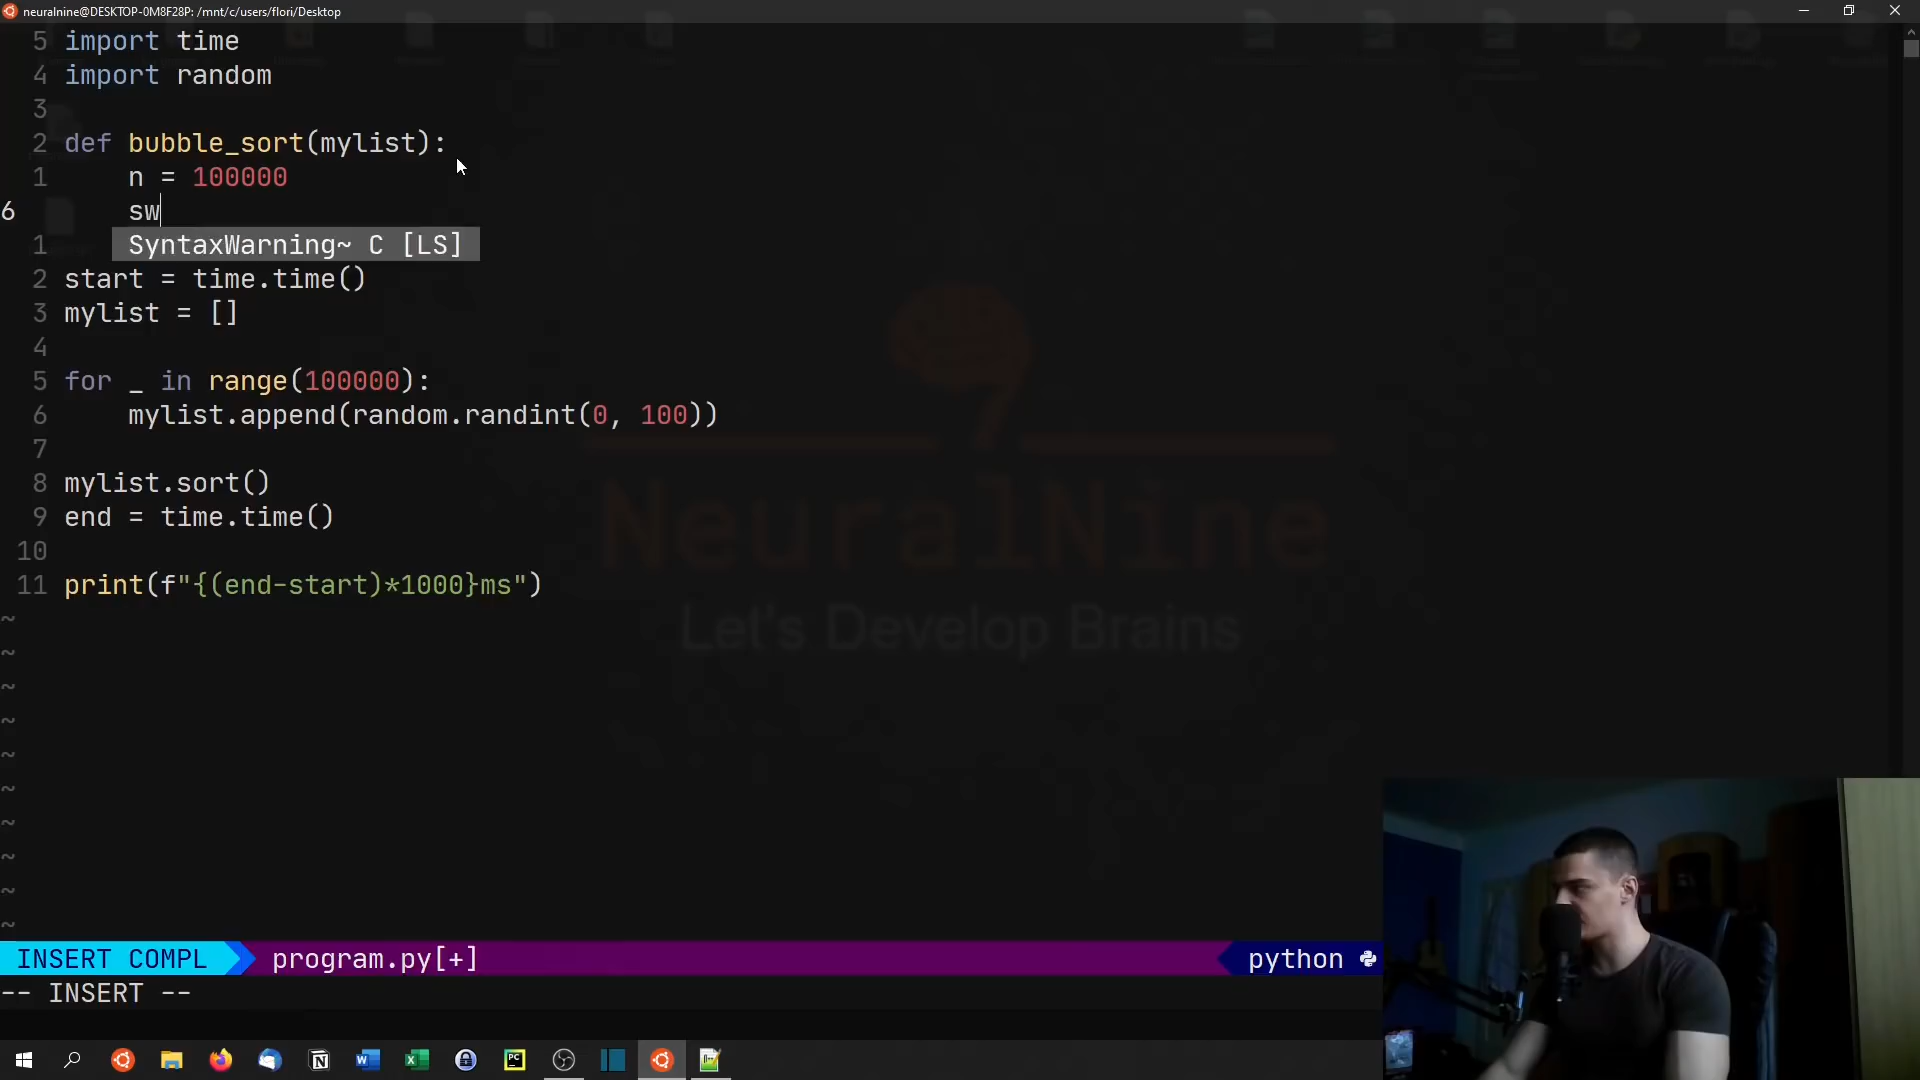 neuralnine@DESKTOP-0M8F28P: /mnt/c/users/flori/Desktop
5 import time
4 import random
3
2 def bubble_sort(mylist):
1 n = 100000
6 sw
1 SyntaxWarning~ C [LS]
2 start = time.time()
3 mylist = []
4
5 for _ in range(100000):
6 mylist.append(random.randint(0, 100))
7
8 mylist.sort()
9 end = time.time()
10
11 print(f"{(end-start)*1000}ms")
~
~
~
~
~
~
~
~
~
~
NeuralNine
Let's Develop Brains
INSERT COMPL program.py[+] python
-- INSERT --